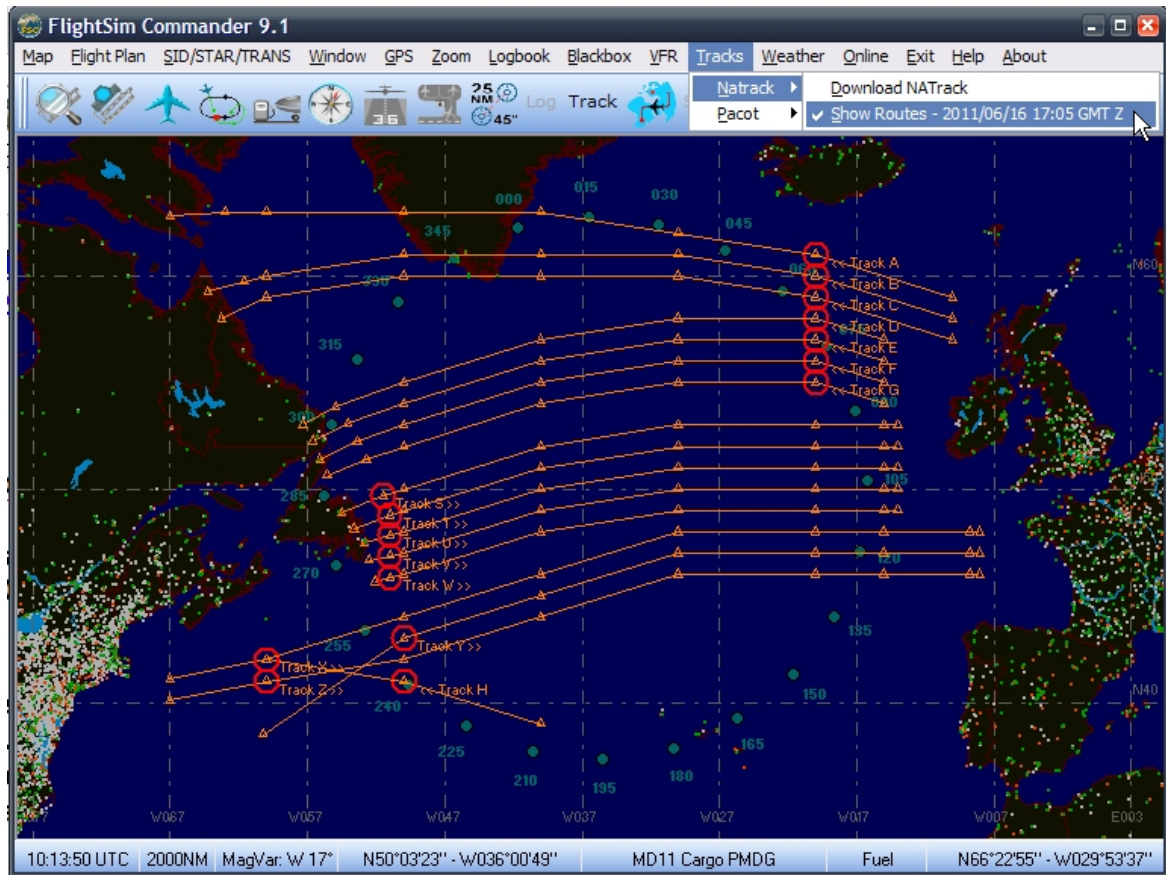 FlightSim Commander 9.1
Map Flight Plan SID/STAR/TRANS Window GPS Zoom Logbook Blackbox VFR Tracks Weather Online Exit Help About
Natrack Download NATrack
Pacot Show Routes - 2011/06/16 17:05 GMT Z
36
25 NM
45"
Log Track
015
000
030
345
045
<< Track A
N60
<< Track B
330
<< Track C
<< Track D
315
<< Track E
<< Track F
<< Track G
300
285
Track S >>
105
Track T >>
Track U >>
270
Track V >>
120
Track W >>
135
255
Track Y >>
Track X >>
Track Z >>
<< Track H
150
N40
240
165
225
210
180
195
W067 W057 W047 W037 W027 W017 W007 E003
10:13:50 UTC 2000NM MagVar: W 17° N50°03'23" - W036°00'49" MD11 Cargo PMDG Fuel N66°22'55" - W029°53'37"